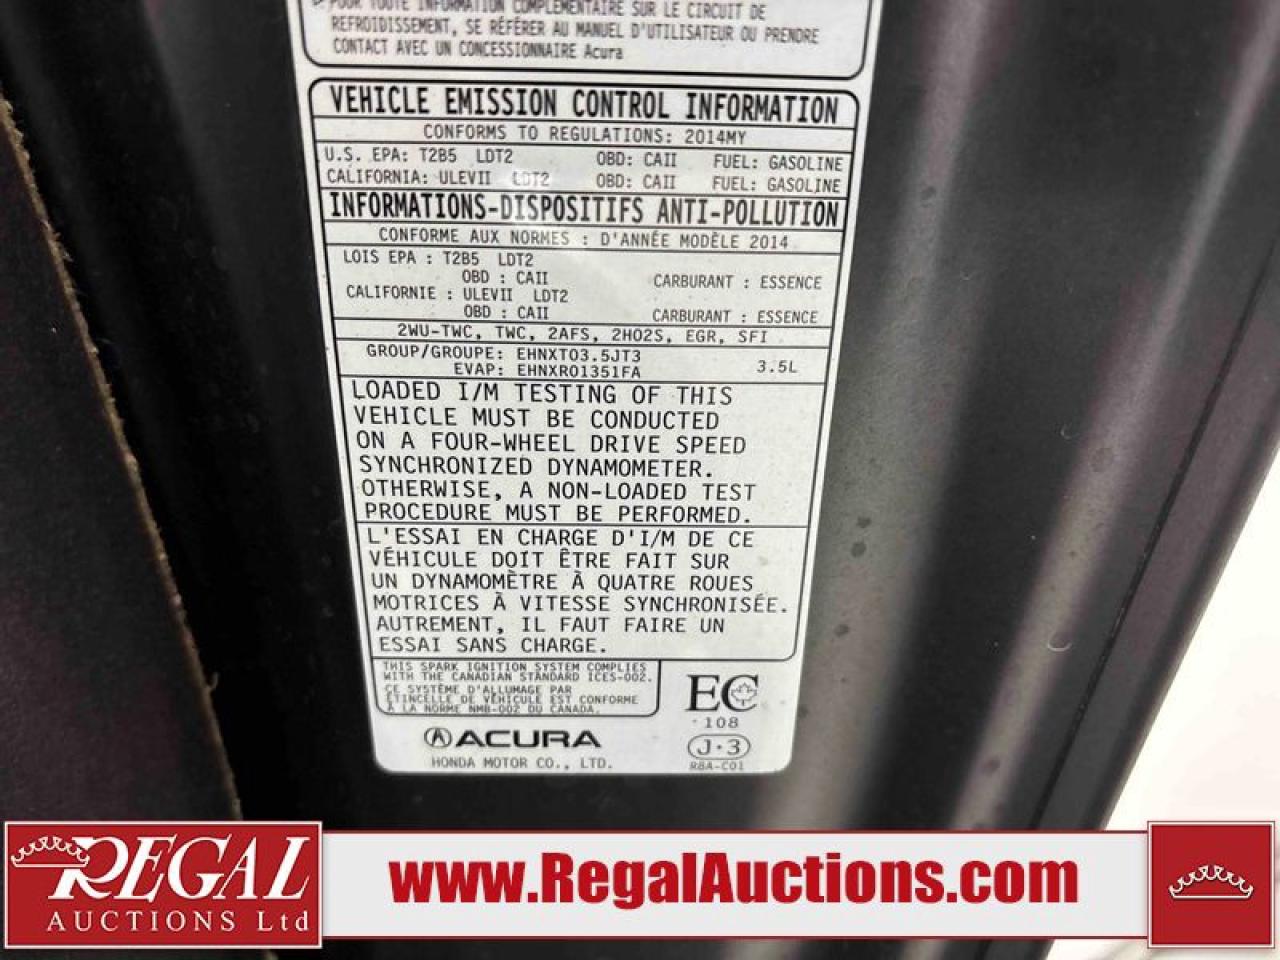 POUR TOUTE INFORMATION COMPLÉMENTAIRE SUR LE CIRCUIT DE
REFROIDISSEMENT, SE RÉFÉRER AU MANUEL D'UTILISATEUR OU PRENDRE
CONTACT AVEC UN CONCESSIONNAIRE Acura
VEHICLE EMISSION CONTROL INFORMATION
CONFORMS TO REGULATIONS: 2014MY
U.S. EPA: T2B5 LDT2 OBD: CAII FUEL: GASOLINE
CALIFORNIA: ULEVII LDT2 OBD: CAII FUEL: GASOLINE
INFORMATIONS-DISPOSITIFS ANTI-POLLUTION
CONFORME AUX NORMES : D'ANNÉE MODÈLE 2014
LOIS EPA : T2B5 LDT2
OBD : CAII CARBURANT : ESSENCE
CALIFORNIE : ULEVII LDT2
OBD : CAII CARBURANT : ESSENCE
2WU-TWC, TWC, 2AFS, 2HO2S, EGR, SFI
GROUP/GROUPE: EHNXT03.5JT3
EVAP: EHNXR01351FA 3.5L
LOADED I/M TESTING OF THIS
VEHICLE MUST BE CONDUCTED
ON A FOUR-WHEEL DRIVE SPEED
SYNCHRONIZED DYNAMOMETER.
OTHERWISE, A NON-LOADED TEST
PROCEDURE MUST BE PERFORMED.
L'ESSAI EN CHARGE D'I/M DE CE
VÉHICULE DOIT ÊTRE FAIT SUR
UN DYNAMOMÈTRE À QUATRE ROUES
MOTRICES À VITESSE SYNCHRONISÉE.
AUTREMENT, IL FAUT FAIRE UN
ESSAI SANS CHARGE.
THIS SPARK IGNITION SYSTEM COMPLIES
WITH THE CANADIAN STANDARD ICES-002.
CE SYSTÈME D'ALLUMAGE PAR
ÉTINCELLE DE VÉHICULE EST CONFORME
À LA NORME NMB-002 DU CANADA.
EC
108
ACURA
J·3
HONDA MOTOR CO., LTD.
R8A-C01
REGAL
AUCTIONS Ltd
www.RegalAuctions.com